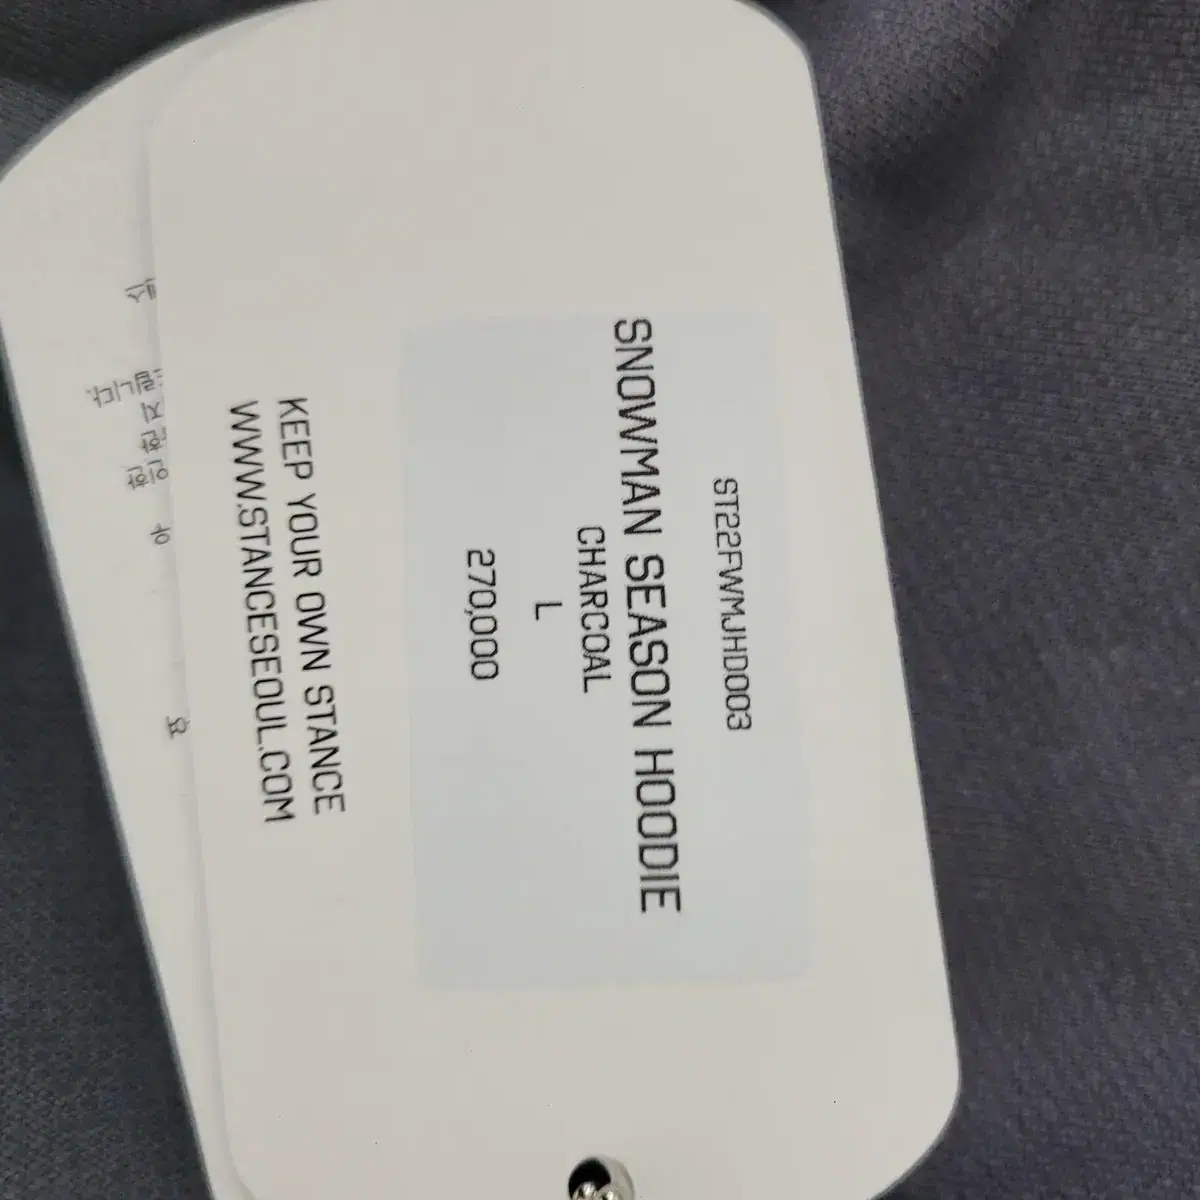 ST22FWMJHD003
SNOWMAN SEASON HOODIE
CHARCOAL
L
270,000
KEEP YOUR OWN STANCE
WWW.STANCESEOUL.COM